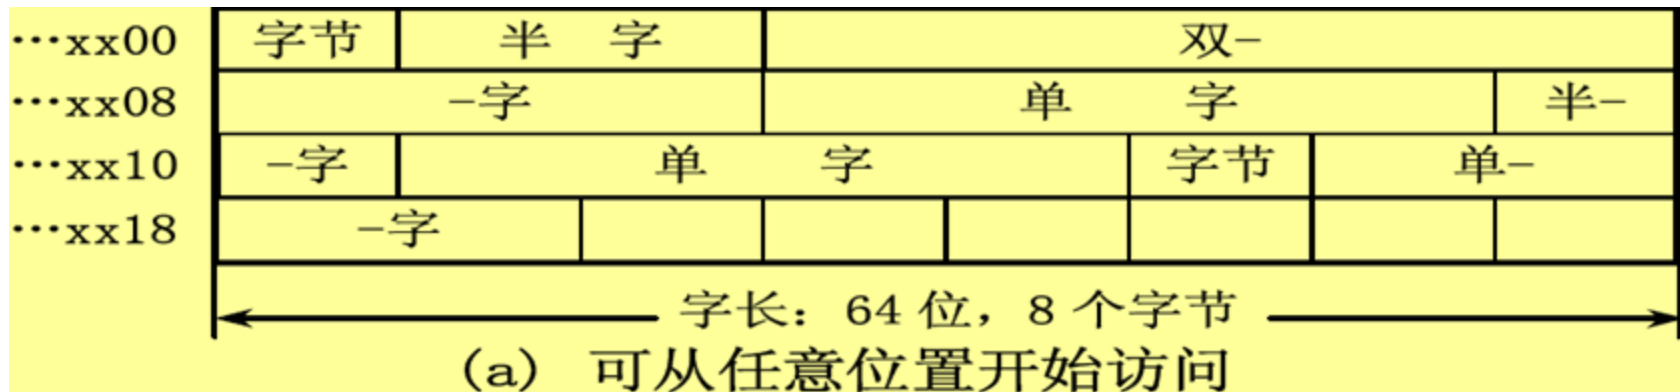 …xx00 字节 半 字 双-
…xx08 -字 单 字 半-
…xx10 -字 单 字 字节 单-
…xx18 -字
字长：64 位，8 个字节
(a) 可从任意位置开始访问